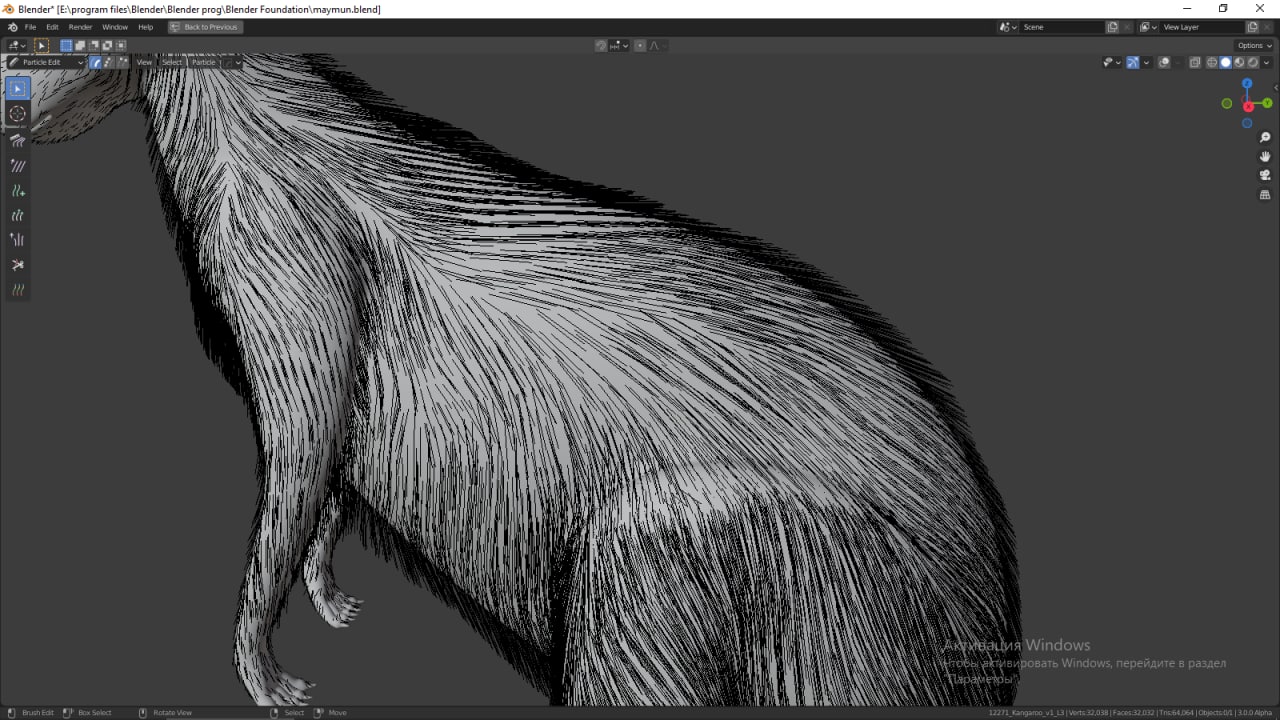 Blender* [E:\program files\Blender\Blender prog\Blender Foundation\maymun.blend]
File Edit Render Window Help Back to Previous Scene View Layer
Options
Particle Edit View Select Particle
Z
Y
X
Активация Windows
Чтобы активировать Windows, перейдите в раздел
"Параметры".
Brush Edit Box Select Rotate View Select Move 12271_Kangaroo_v1_L3 | Verts:32,038 | Faces:32,032 | Tris:64,064 | Objects:0/1 | 3.0.0 Alpha